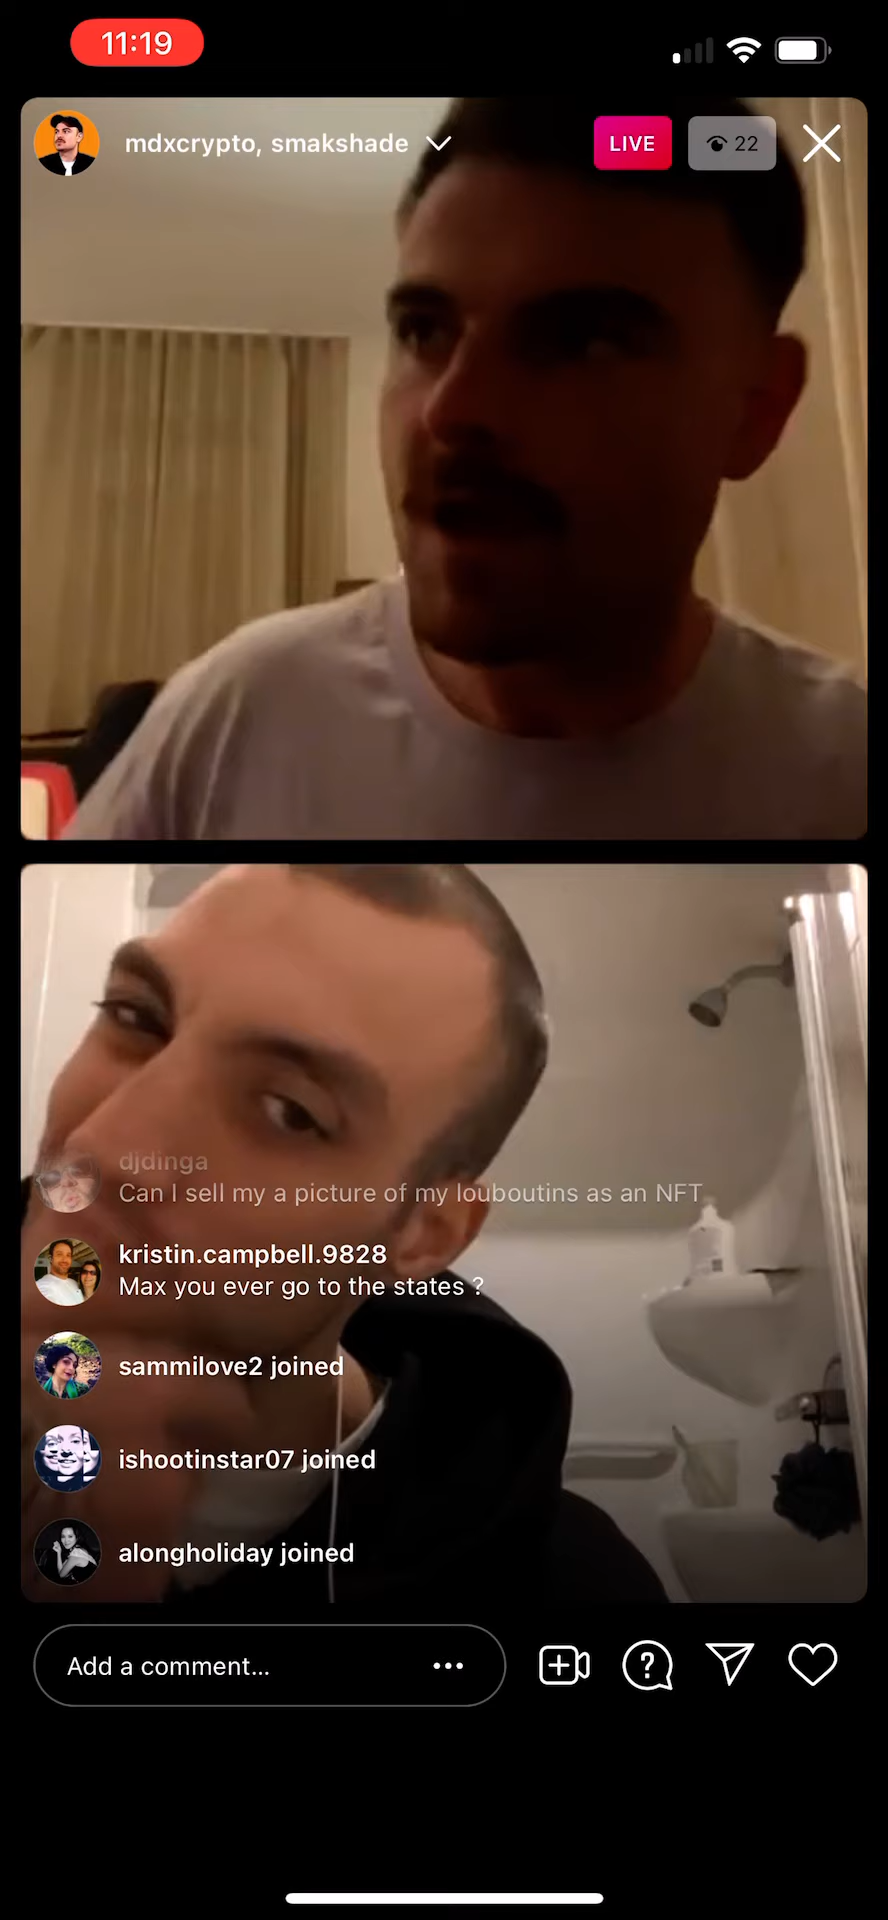 11:19
mdxcrypto, smakshade
LIVE
22
djdinga
Can I sell my a picture of my louboutins as an NFT
kristin.campbell.9828
Max you ever go to the states ?
sammilove2 joined
ishootinstar07 joined
alongholiday joined
Add a comment...